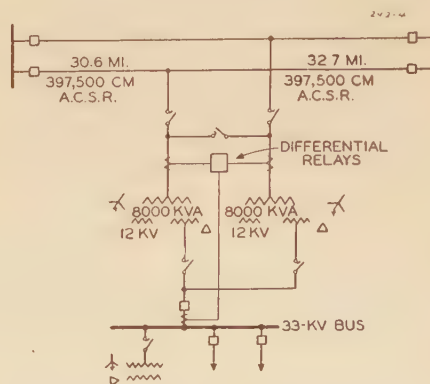 30.6 MI.
397,500 CM
A.C.S.R.
32.7 MI.
397,500 CM
A.C.S.R.
DIFFERENTIAL
RELAYS
8000 KVA
8000 KVA
12 KV
12 KV
33-KV BUS